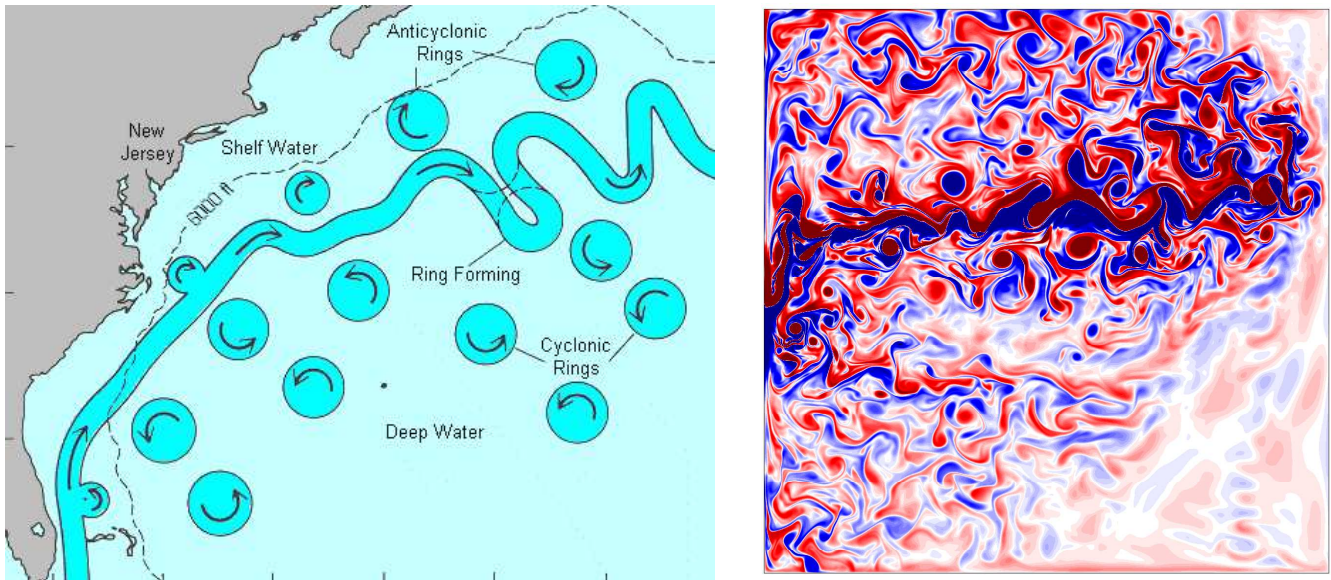 Anticyclonic
Rings
New
Jersey
Shelf Water
6000 ft
Ring Forming
Cyclonic
Rings
Deep Water